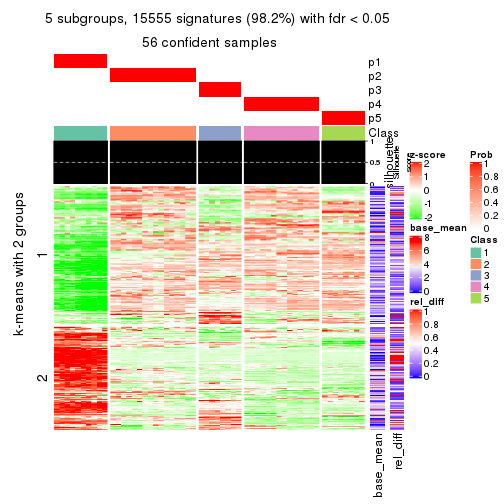 5 subgroups, 15555 signatures (98.2%) with fdr < 0.05
56 confident samples
p1
p2
p3
p4
p5
Class
1
0.5
0
silhouette
Silhouette
score
k-means with 2 groups
1
2
base_mean
rel_diff
z-score
2
1
0
-1
-2
base_mean
8
6
4
2
0
rel_diff
1
0.8
0.6
0.4
0.2
0
Prob
1
0.8
0.6
0.4
0.2
0
Class
1
2
3
4
5